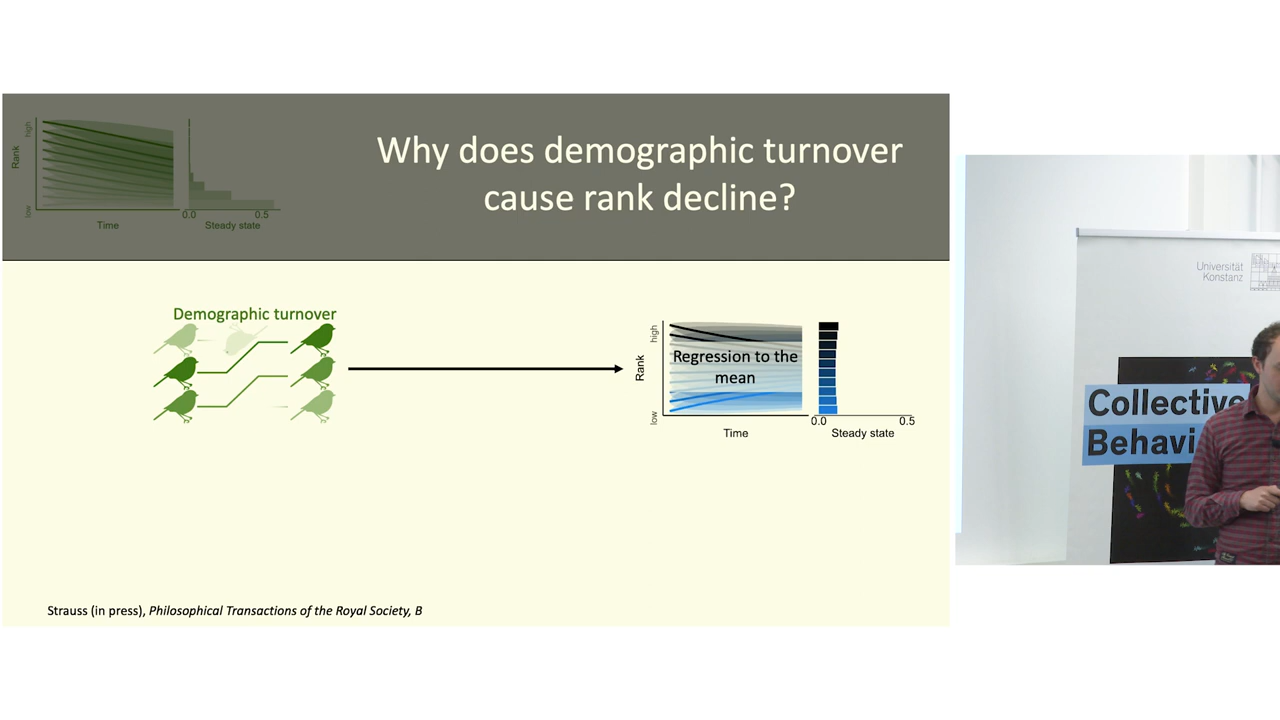 Why does demographic turnover
cause rank decline?
high
Rank
low
Time
0.0
0.5
Steady state
Demographic turnover
high
Rank
low
Regression to the
mean
Time
0.0
0.5
Steady state
Strauss (in press), Philosophical Transactions of the Royal Society, B
Universität
Konstanz
Collective
Behavi